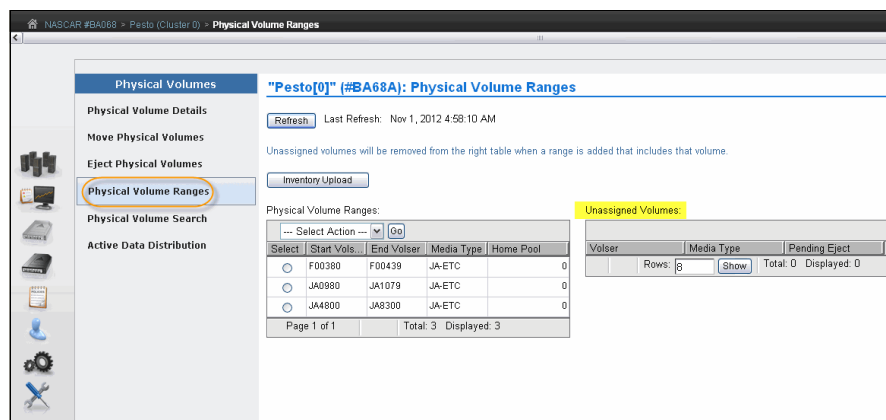 NASCAR #BA068 > Pesto (Cluster 0) > Physical Volume Ranges
Physical Volumes
Physical Volume Details
Move Physical Volumes
Eject Physical Volumes
Physical Volume Ranges
Physical Volume Search
Active Data Distribution
"Pesto[0]" (#BA68A): Physical Volume Ranges
Refresh Last Refresh: Nov 1, 2012 4:58:10 AM
Unassigned volumes will be removed from the right table when a range is added that includes that volume.
Inventory Upload
Physical Volume Ranges:
--- Select Action --- Go
Select Start Vols... End Volser Media Type Home Pool
F00380 F00439 JA-ETC 0
JA0980 JA1079 JA-ETC 0
JA4800 JA8300 JA-ETC 0
Page 1 of 1 Total: 3 Displayed: 3
Unassigned Volumes:
Volser Media Type Pending Eject
Rows: 8 Show Total: 0 Displayed: 0